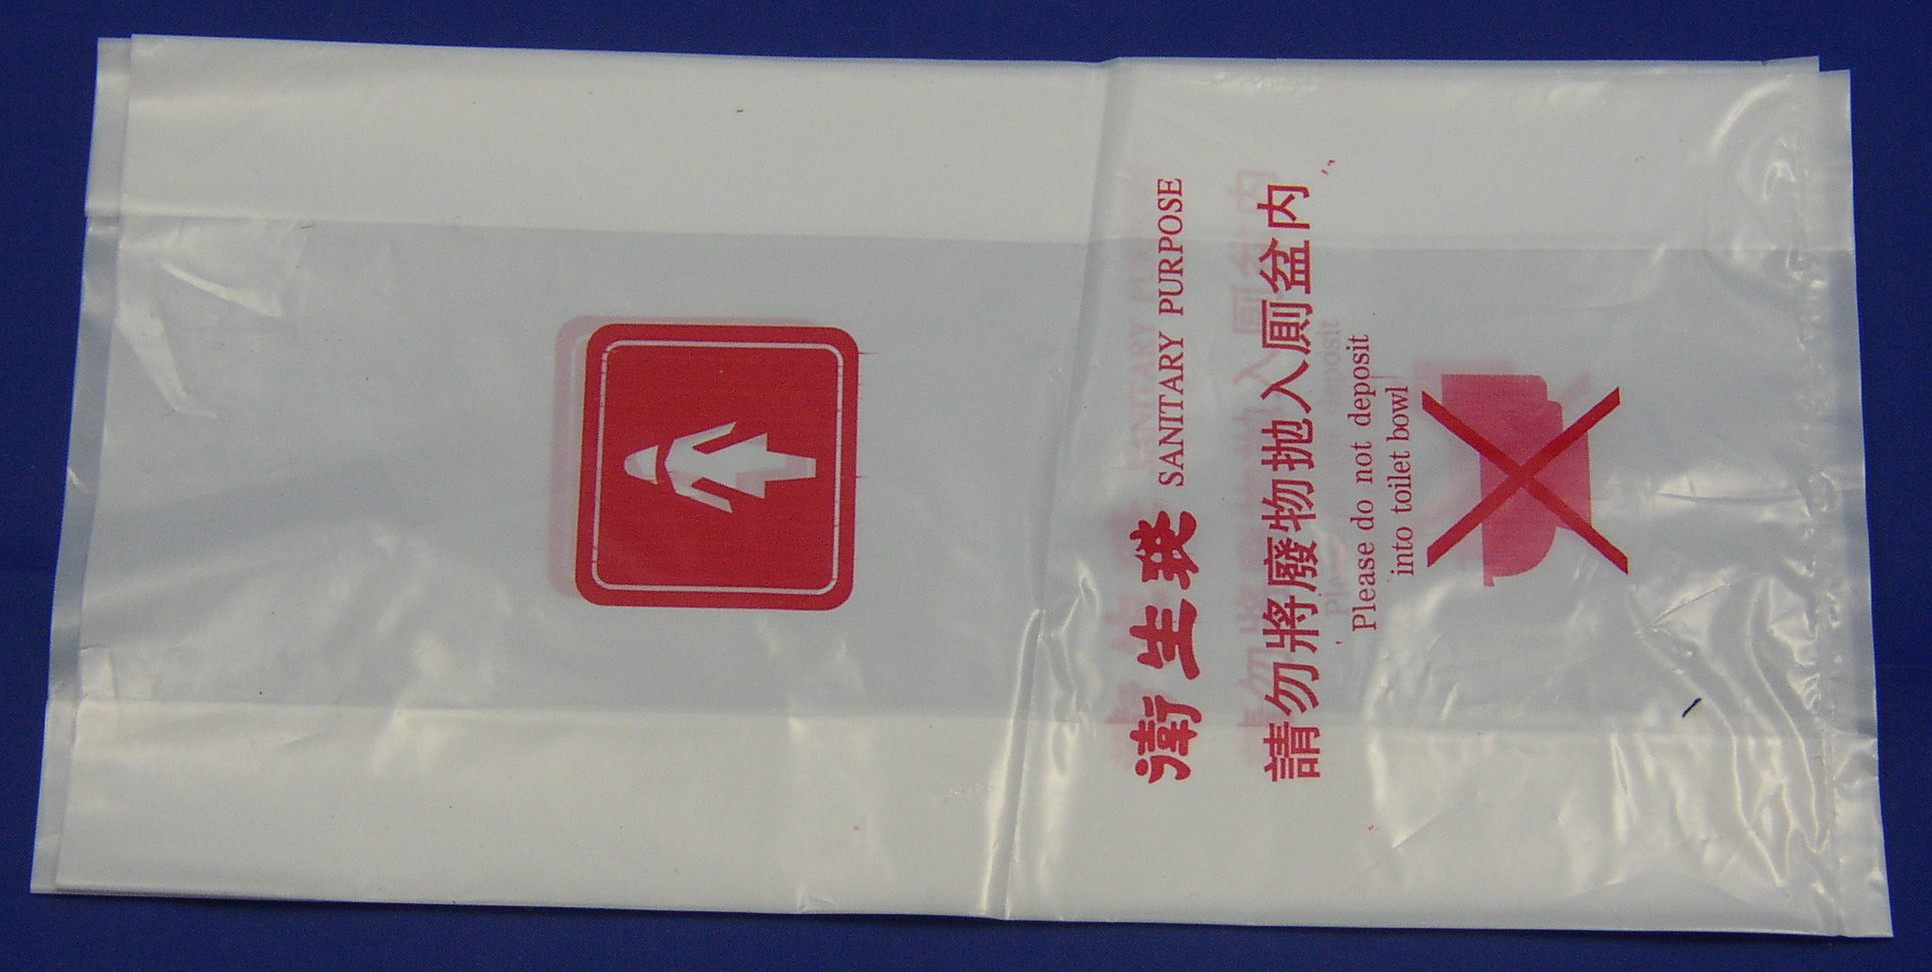 衛生袋 SANITARY PURPOSE
請勿將廢物拋入廁盆内
Please do not deposit
into toilet bowl